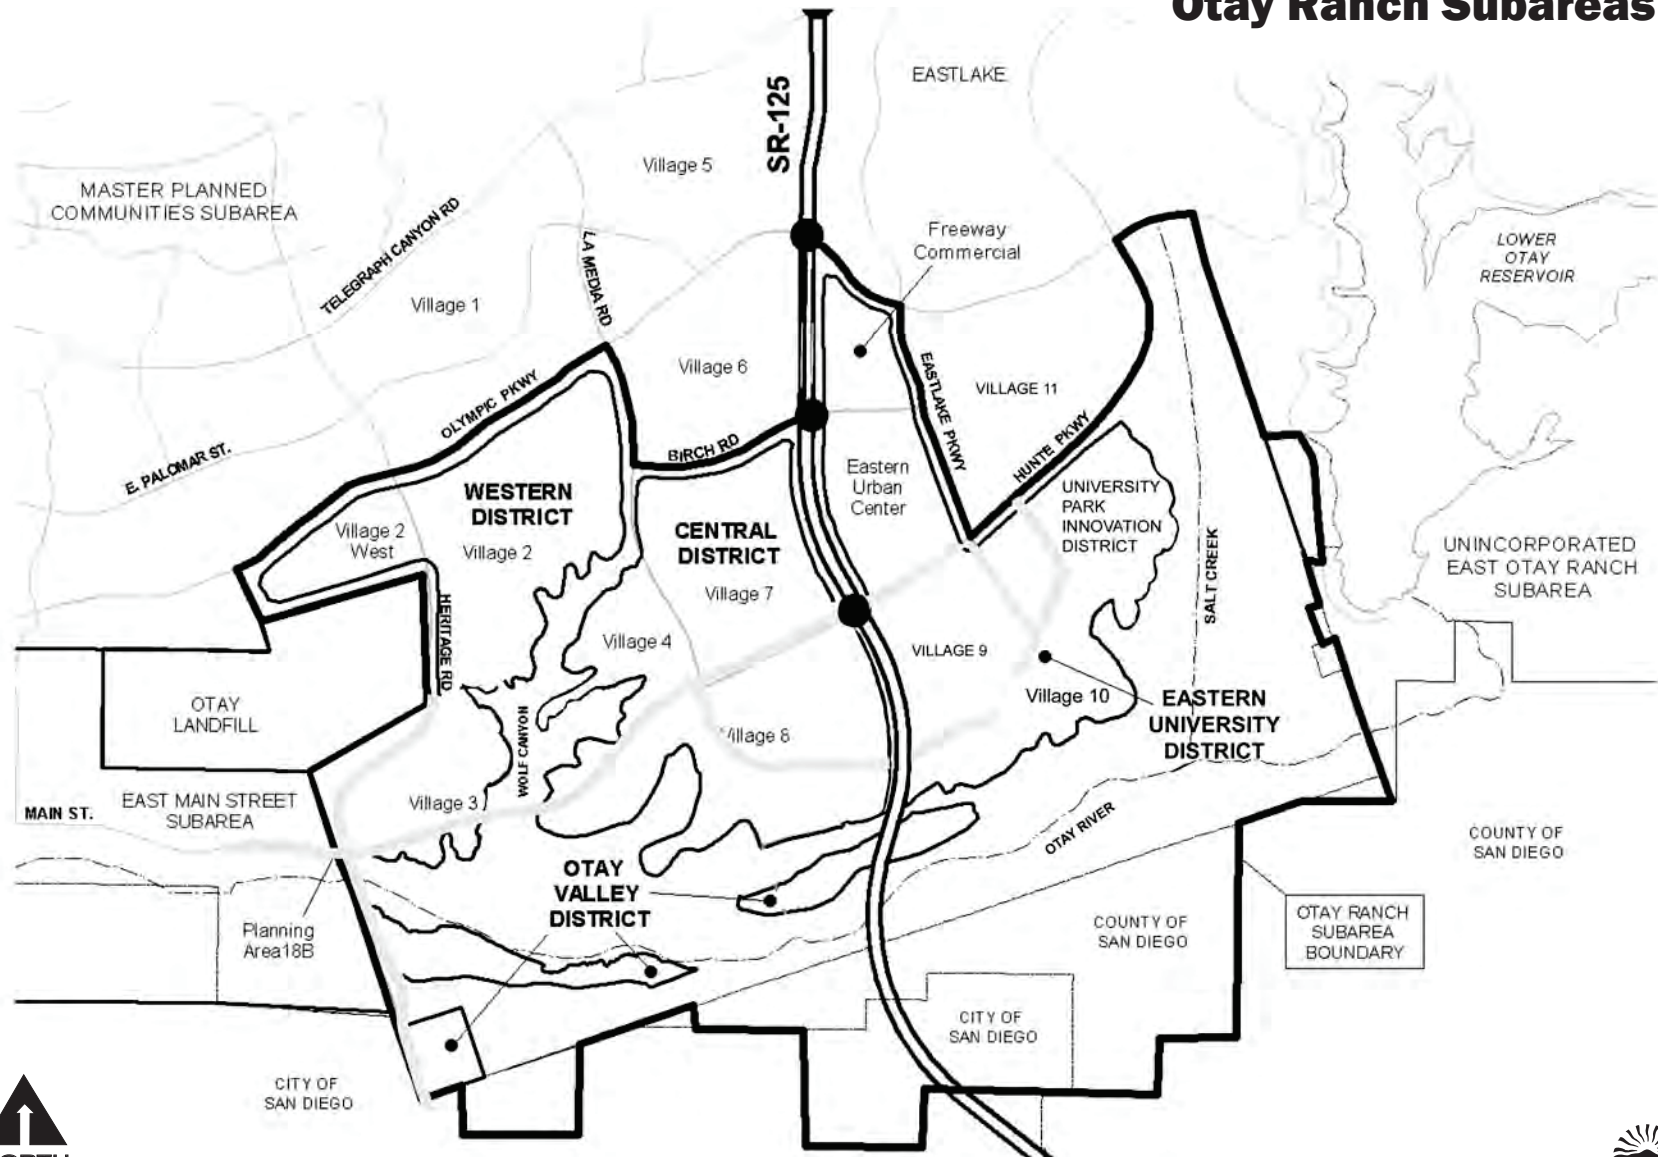 Otay Ranch Subareas
EASTLAKE
SR-125
Village 5
MASTER PLANNED
COMMUNITIES SUBAREA
TELEGRAPH CANYON RD
LA MEDIA RD
Freeway
Commercial
LOWER
OTAY
RESERVOIR
Village 1
Village 6
OLYMPIC PKWY
EASTLAKE PKWY
VILLAGE 11
E. PALOMAR ST.
BIRCH RD
HUNTE PKWY
Eastern
Urban
Center
UNIVERSITY
PARK
INNOVATION
DISTRICT
WESTERN
DISTRICT
Village 2
West
Village 2
CENTRAL
DISTRICT
Village 7
SALT CREEK
UNINCORPORATED
EAST OTAY RANCH
SUBAREA
HERITAGE RD
Village 4
VILLAGE 9
Village 10
EASTERN
UNIVERSITY
DISTRICT
OTAY
LANDFILL
WOLF CANYON
Village 8
Village 3
EAST MAIN STREET
SUBAREA
MAIN ST.
OTAY RIVER
COUNTY OF
SAN DIEGO
OTAY
VALLEY
DISTRICT
Planning
Area18B
COUNTY OF
SAN DIEGO
OTAY RANCH
SUBAREA
BOUNDARY
CITY OF
SAN DIEGO
CITY OF
SAN DIEGO
NORTH